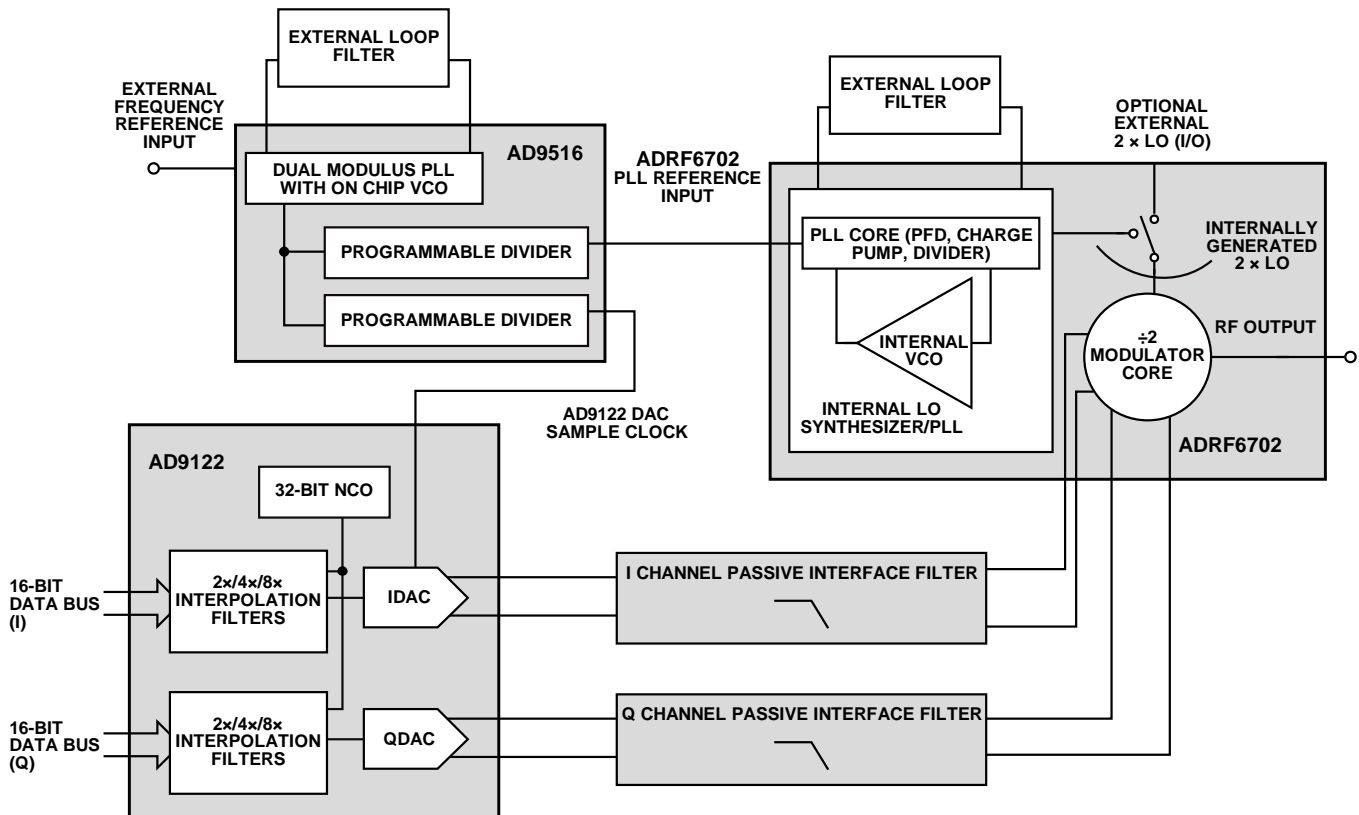 EXTERNAL LOOP
FILTER
EXTERNAL
FREQUENCY
REFERENCE
INPUT
AD9516
DUAL MODULUS PLL
WITH ON CHIP VCO
PROGRAMMABLE DIVIDER
PROGRAMMABLE DIVIDER
ADRF6702
PLL REFERENCE
INPUT
EXTERNAL LOOP
FILTER
OPTIONAL
EXTERNAL
2 × LO (I/O)
PLL CORE (PFD, CHARGE
PUMP, DIVIDER)
INTERNALLY
GENERATED
2 × LO
INTERNAL
VCO
INTERNAL LO
SYNTHESIZER/PLL
÷2
MODULATOR
CORE
RF OUTPUT
ADRF6702
AD9122 DAC
SAMPLE CLOCK
AD9122
32-BIT NCO
16-BIT
DATA BUS
(I)
2×/4×/8×
INTERPOLATION
FILTERS
IDAC
I CHANNEL PASSIVE INTERFACE FILTER
16-BIT
DATA BUS
(Q)
2×/4×/8×
INTERPOLATION
FILTERS
QDAC
Q CHANNEL PASSIVE INTERFACE FILTER